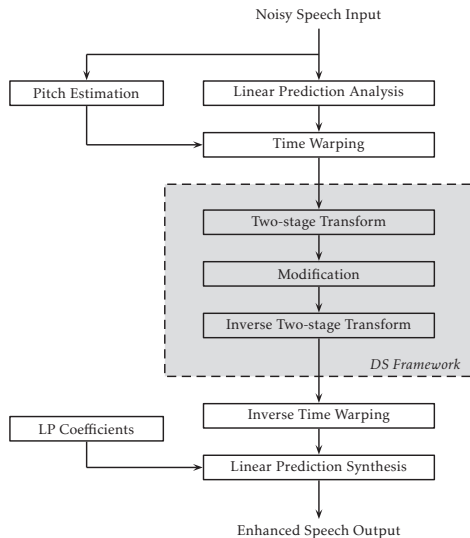 Noisy Speech Input
Pitch Estimation
Linear Prediction Analysis
Time Warping
Two-stage Transform
Modification
Inverse Two-stage Transform
DS Framework
Inverse Time Warping
LP Coefficients
Linear Prediction Synthesis
Enhanced Speech Output